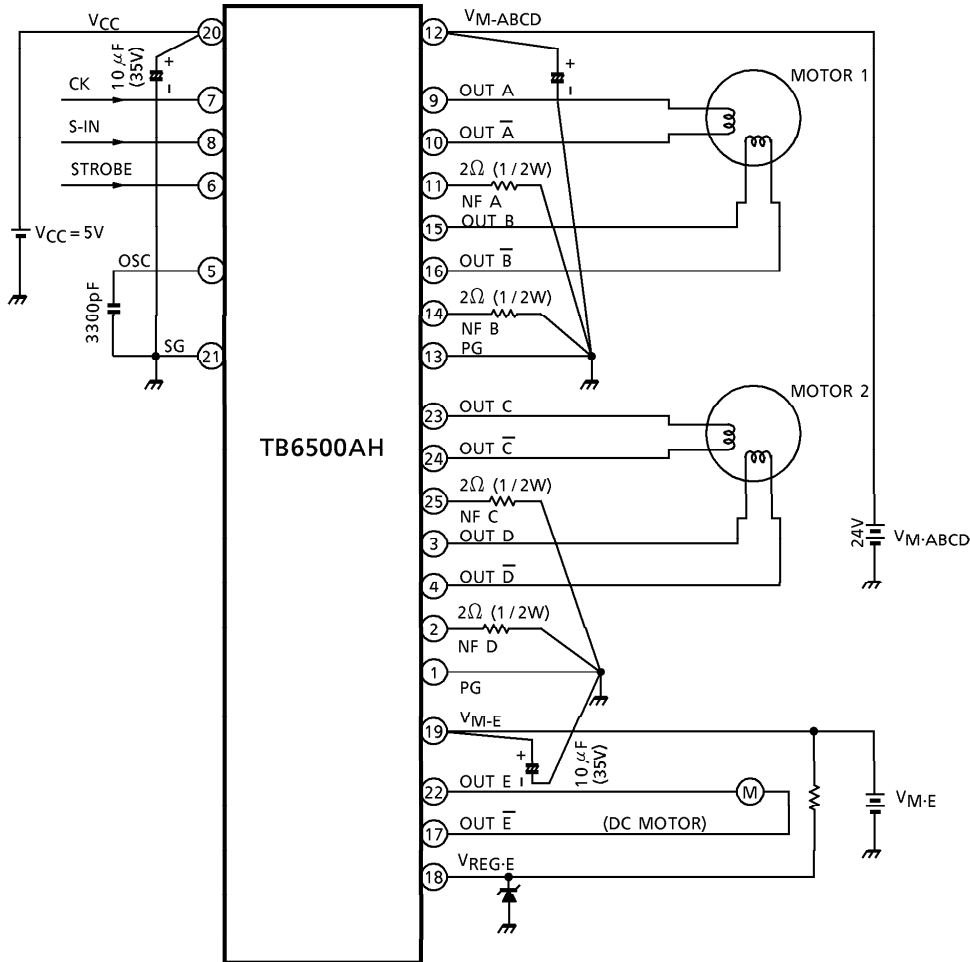 VCC
20
10 μF
(35V)
+
-
CK
7
S-IN
8
STROBE
6
VCC = 5V
OSC
5
3300pF
SG
21
TB6500AH
12
VM-ABCD
+
-
9
OUT A
10
OUT A̅
11
2Ω (1/2W)
NF A
15
OUT B
16
OUT B̅
14
2Ω (1/2W)
NF B
13
PG
MOTOR 1
23
OUT C
24
OUT C̅
25
2Ω (1/2W)
NF C
3
OUT D
4
OUT D̅
2
2Ω (1/2W)
NF D
1
PG
MOTOR 2
24V
VM·ABCD
19
VM-E
+
-
10 μF
(35V)
22
OUT E
M
17
OUT E̅
(DC MOTOR)
18
VREG·E
VM·E